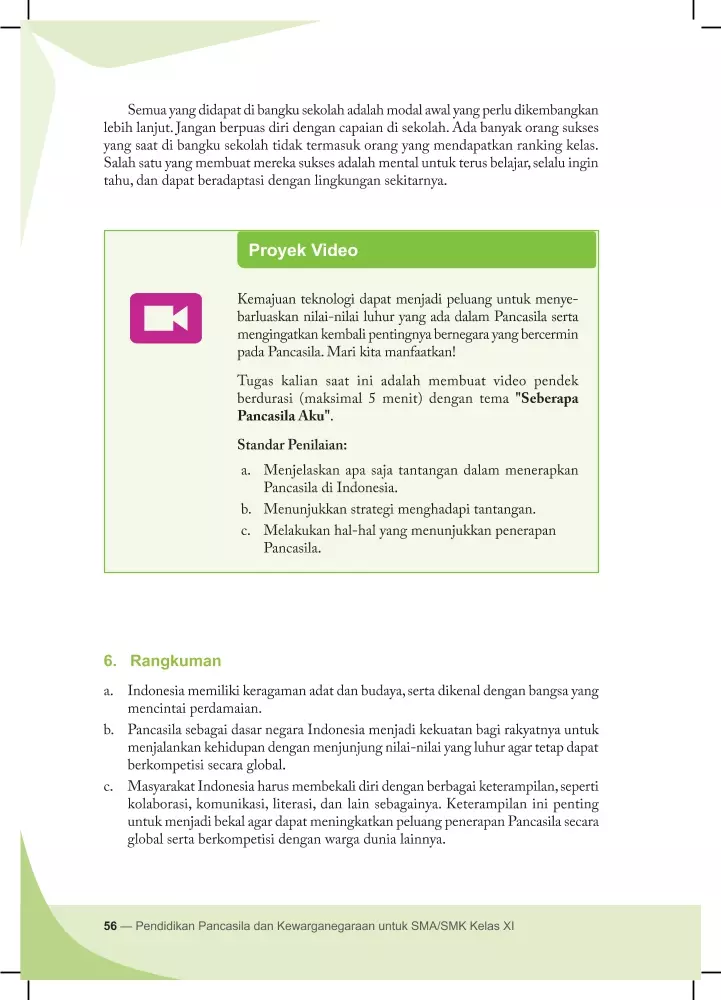 Semua yang didapat di bangku sekolah adalah modal awal yang perlu dikembangkan
lebih lanjut. Jangan berpuas diri dengan capaian di sekolah. Ada banyak orang sukses
yang saat di bangku sekolah tidak termasuk orang yang mendapatkan ranking kelas.
Salah satu yang membuat mereka sukses adalah mental untuk terus belajar, selalu ingin
tahu, dan dapat beradaptasi dengan lingkungan sekitarnya.
Proyek Video
Kemajuan teknologi dapat menjadi peluang untuk menye-
barluaskan nilai-nilai luhur yang ada dalam Pancasila serta
mengingatkan kembali pentingnya bernegara yang bercermin
pada Pancasila. Mari kita manfaatkan!
Tugas kalian saat ini adalah membuat video pendek
berdurasi (maksimal 5 menit) dengan tema "Seberapa
Pancasila Aku".
Standar Penilaian:
a. Menjelaskan apa saja tantangan dalam menerapkan
Pancasila di Indonesia.
b. Menunjukkan strategi menghadapi tantangan.
c. Melakukan hal-hal yang menunjukkan penerapan
Pancasila.
6. Rangkuman
a. Indonesia memiliki keragaman adat dan budaya, serta dikenal dengan bangsa yang
mencintai perdamaian.
b. Pancasila sebagai dasar negara Indonesia menjadi kekuatan bagi rakyatnya untuk
menjalankan kehidupan dengan menjunjung nilai-nilai yang luhur agar tetap dapat
berkompetisi secara global.
c. Masyarakat Indonesia harus membekali diri dengan berbagai keterampilan, seperti
kolaborasi, komunikasi, literasi, dan lain sebagainya. Keterampilan ini penting
untuk menjadi bekal agar dapat meningkatkan peluang penerapan Pancasila secara
global serta berkompetisi dengan warga dunia lainnya.
56 — Pendidikan Pancasila dan Kewarganegaraan untuk SMA/SMK Kelas XI